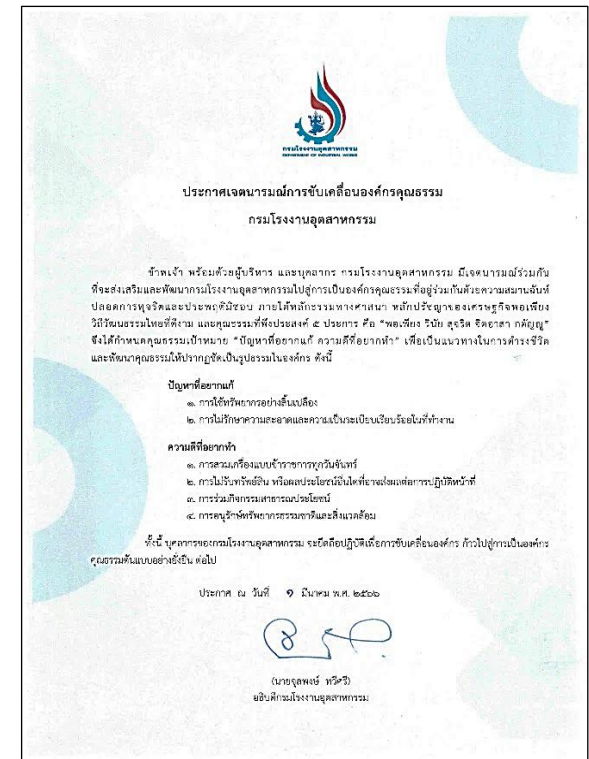 กรมโรงงานอุตสาหกรรม
DEPARTMENT OF INDUSTRIAL WORKS
ประกาศเจตนารมณ์การขับเคลื่อนองค์กรคุณธรรม
กรมโรงงานอุตสาหกรรม
ข้าพเจ้า พร้อมด้วยผู้บริหาร และบุคลากร กรมโรงงานอุตสาหกรรม มีเจตนารมณ์ร่วมกัน
ที่จะส่งเสริมและพัฒนากรมโรงงานอุตสาหกรรมไปสู่การเป็นองค์กรคุณธรรมที่อยู่ร่วมกันด้วยความสมานฉันท์
ปลอดการทุจริตและประพฤติมิชอบ ภายใต้หลักธรรมทางศาสนา หลักปรัชญาของเศรษฐกิจพอเพียง
วิถีวัฒนธรรมไทยที่ดีงาม และคุณธรรมที่พึงประสงค์ ๕ ประการ คือ "พอเพียง วินัย สุจริต จิตอาสา กตัญญู"
จึงได้กำหนดคุณธรรมเป้าหมาย "ปัญหาที่อยากแก้ ความดีที่อยากทำ" เพื่อเป็นแนวทางในการดำรงชีวิต
และพัฒนาคุณธรรมให้ปรากฏชัดเป็นรูปธรรมในองค์กร ดังนี้
ปัญหาที่อยากแก้
๑. การใช้ทรัพยากรอย่างสิ้นเปลือง
๒. การไม่รักษาความสะอาดและความเป็นระเบียบเรียบร้อยในที่ทำงาน
ความดีที่อยากทำ
๑. การสวมเครื่องแบบข้าราชการทุกวันจันทร์
๒. การไม่รับทรัพย์สิน หรือผลประโยชน์อื่นใดที่อาจส่งผลต่อการปฏิบัติหน้าที่
๓. การร่วมกิจกรรมสาธารณประโยชน์
๔. การอนุรักษ์ทรัพยากรธรรมชาติและสิ่งแวดล้อม
ทั้งนี้ บุคลากรของกรมโรงงานอุตสาหกรรม จะยึดถือปฏิบัติเพื่อการขับเคลื่อนองค์กร ก้าวไปสู่การเป็นองค์กร
คุณธรรมต้นแบบอย่างยั่งยืน ต่อไป
ประกาศ ณ วันที่ ๑ มีนาคม พ.ศ. ๒๕๖๖
(นายจุลพงษ์ ทวีศรี)
อธิบดีกรมโรงงานอุตสาหกรรม